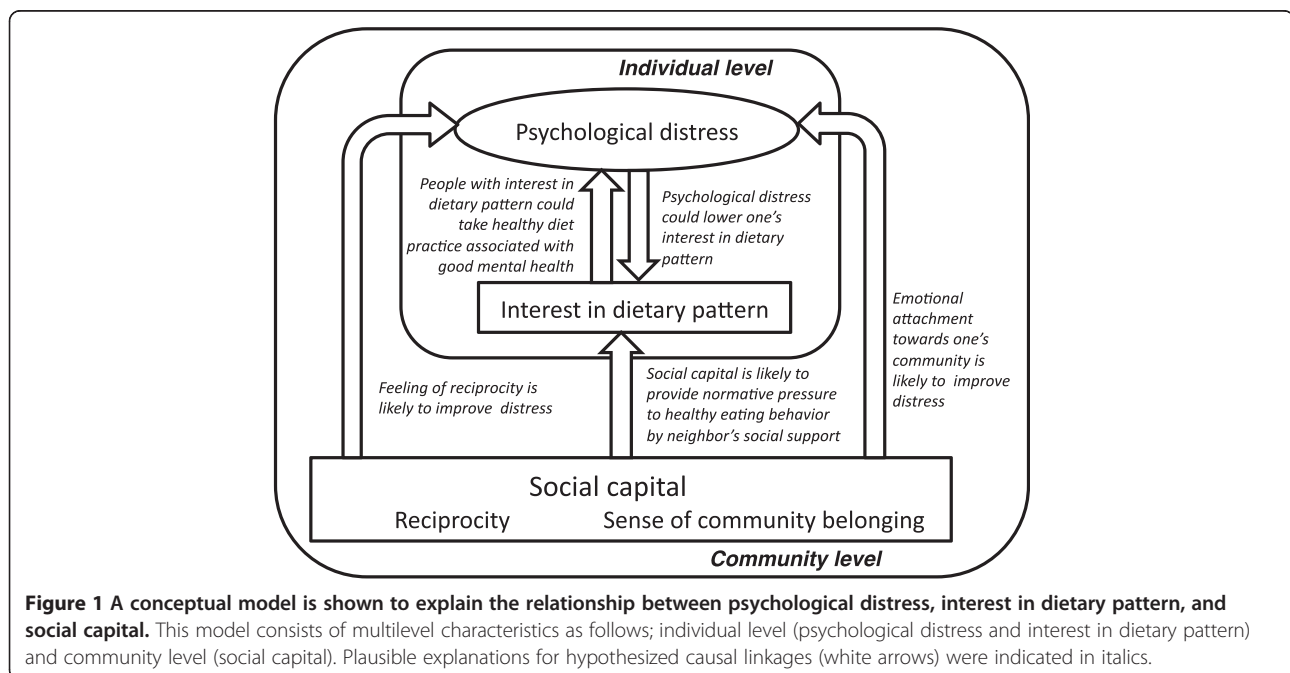 Individual level
Psychological distress
People with interest in
dietary pattern could
take healthy diet
practice associated with
good mental health
Psychological distress
could lower one's
interest in dietary
pattern
Interest in dietary pattern
Emotional
attachment
towards one's
community is
likely to improve
distress
Feeling of reciprocity is
likely to improve distress
Social capital is likely to
provide normative pressure
to healthy eating behavior
by neighbor's social support
Social capital
Reciprocity Sense of community belonging
Community level
Figure 1 A conceptual model is shown to explain the relationship between psychological distress, interest in dietary pattern, and
social capital. This model consists of multilevel characteristics as follows; individual level (psychological distress and interest in dietary pattern)
and community level (social capital). Plausible explanations for hypothesized causal linkages (white arrows) were indicated in italics.